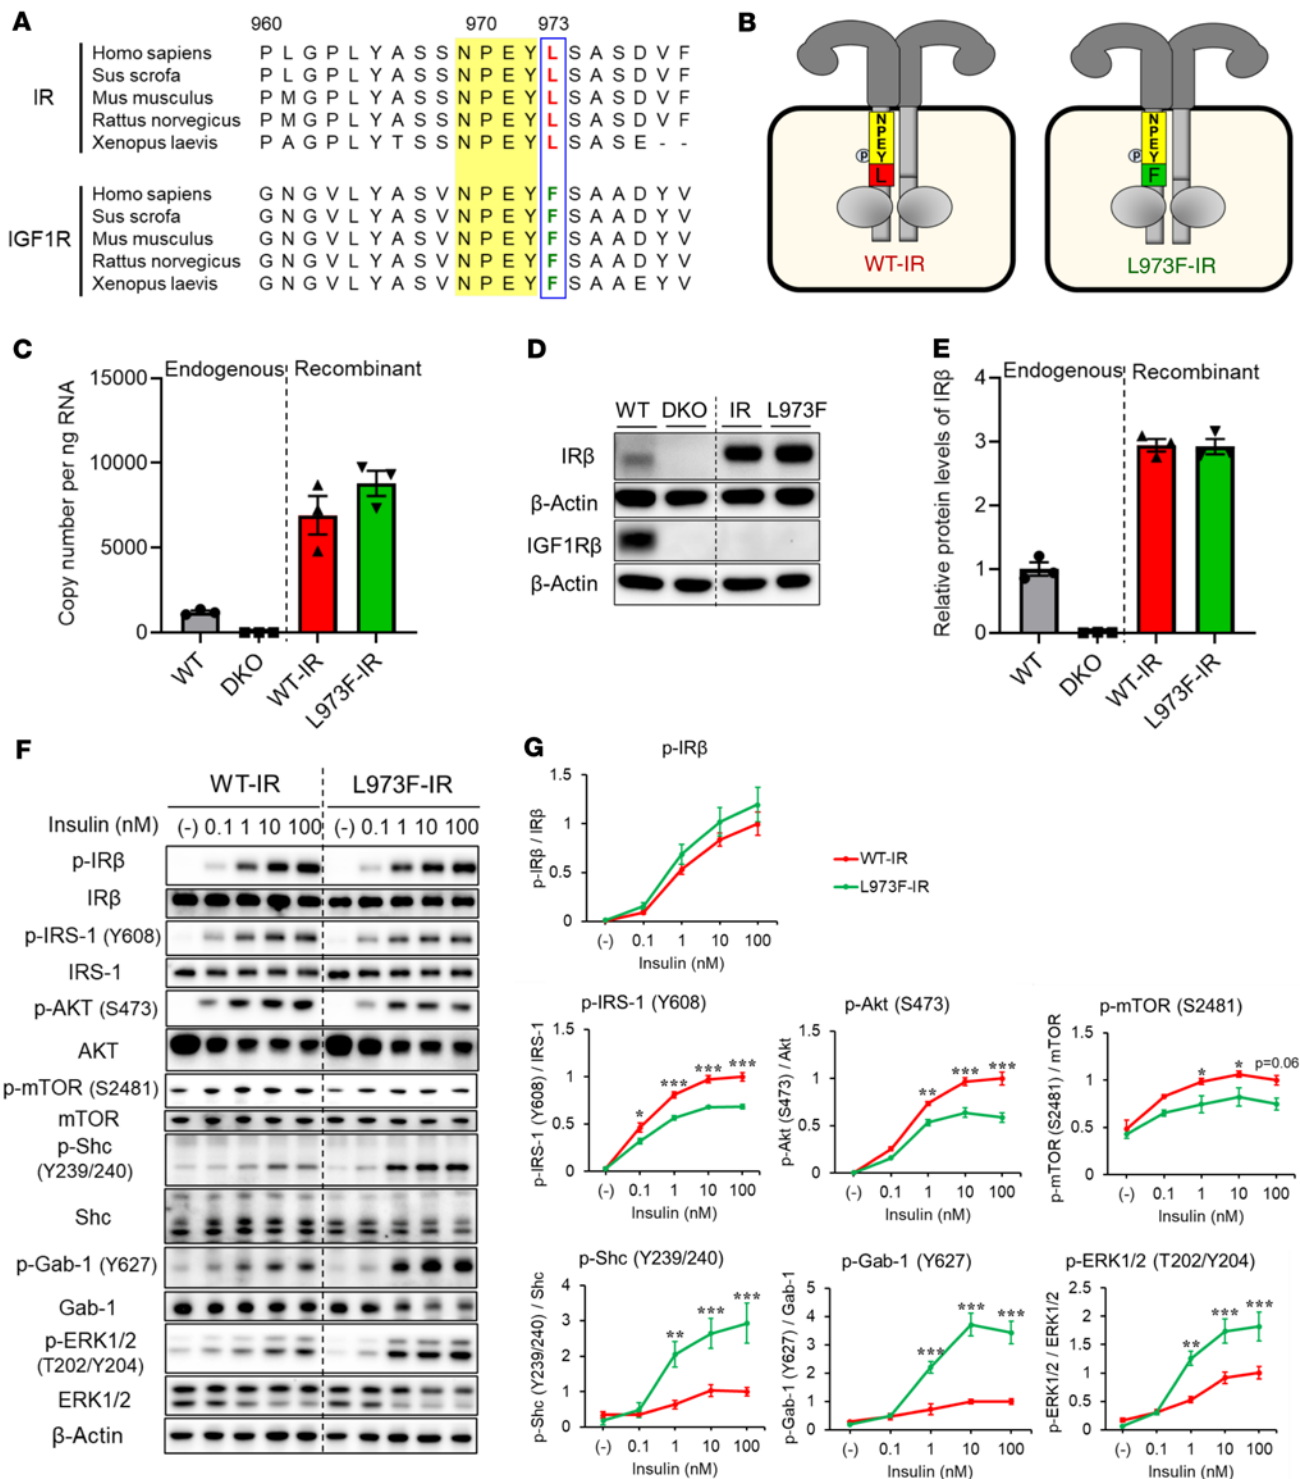 A
960 970 973
IR
Homo sapiens P L G P L Y A S S N P E Y L S A S D V F
Sus scrofa P L G P L Y A S S N P E Y L S A S D V F
Mus musculus P M G P L Y A S S N P E Y L S A S D V F
Rattus norvegicus P M G P L Y A S S N P E Y L S A S D V F
Xenopus laevis P A G P L Y T S S N P E Y L S A S E - -
IGF1R
Homo sapiens G N G V L Y A S V N P E Y F S A A D Y V
Sus scrofa G N G V L Y A S V N P E Y F S A A D Y V
Mus musculus G N G V L Y A S V N P E Y F S A A D Y V
Rattus norvegicus G N G V L Y A S V N P E Y F S A A D Y V
Xenopus laevis G N G V L Y A S V N P E Y F S A A E Y V
B
N
P
E
Y
P
L
WT-IR
N
P
E
Y
P
F
L973F-IR
C
Copy number per ng RNA
Endogenous Recombinant
15000
10000
5000
0
WT DKO WT-IR L973F-IR
D
WT DKO IR L973F
IRβ
β-Actin
IGF1Rβ
β-Actin
E
Relative protein levels of IRβ
Endogenous Recombinant
4
3
2
1
0
WT DKO WT-IR L973F-IR
F
WT-IR L973F-IR
Insulin (nM) (-) 0.1 1 10 100 (-) 0.1 1 10 100
p-IRβ
IRβ
p-IRS-1 (Y608)
IRS-1
p-AKT (S473)
AKT
p-mTOR (S2481)
mTOR
p-Shc
(Y239/240)
Shc
p-Gab-1 (Y627)
Gab-1
p-ERK1/2
(T202/Y204)
ERK1/2
β-Actin
G
p-IRβ
p-IRβ / IRβ
1.5
1
0.5
0
(-) 0.1 1 10 100
Insulin (nM)
WT-IR
L973F-IR
p-IRS-1 (Y608)
p-IRS-1 (Y608) / IRS-1
1.5
1
0.5
0
* *** *** ***
(-) 0.1 1 10 100
Insulin (nM)
p-Akt (S473)
p-Akt (S473) / Akt
1.5
1
0.5
0
** *** ***
(-) 0.1 1 10 100
Insulin (nM)
p-mTOR (S2481)
p-mTOR (S2481) / mTOR
1.5
1
0.5
0
* * p=0.06
(-) 0.1 1 10 100
Insulin (nM)
p-Shc (Y239/240)
p-Shc (Y239/240) / Shc
4
3
2
1
0
** *** ***
(-) 0.1 1 10 100
Insulin (nM)
p-Gab-1 (Y627)
p-Gab-1 (Y627) / Gab-1
5
4
3
2
1
0
*** *** ***
(-) 0.1 1 10 100
Insulin (nM)
p-ERK1/2 (T202/Y204)
p-ERK1/2 / ERK1/2
2.5
2
1.5
1
0.5
0
** *** ***
(-) 0.1 1 10 100
Insulin (nM)